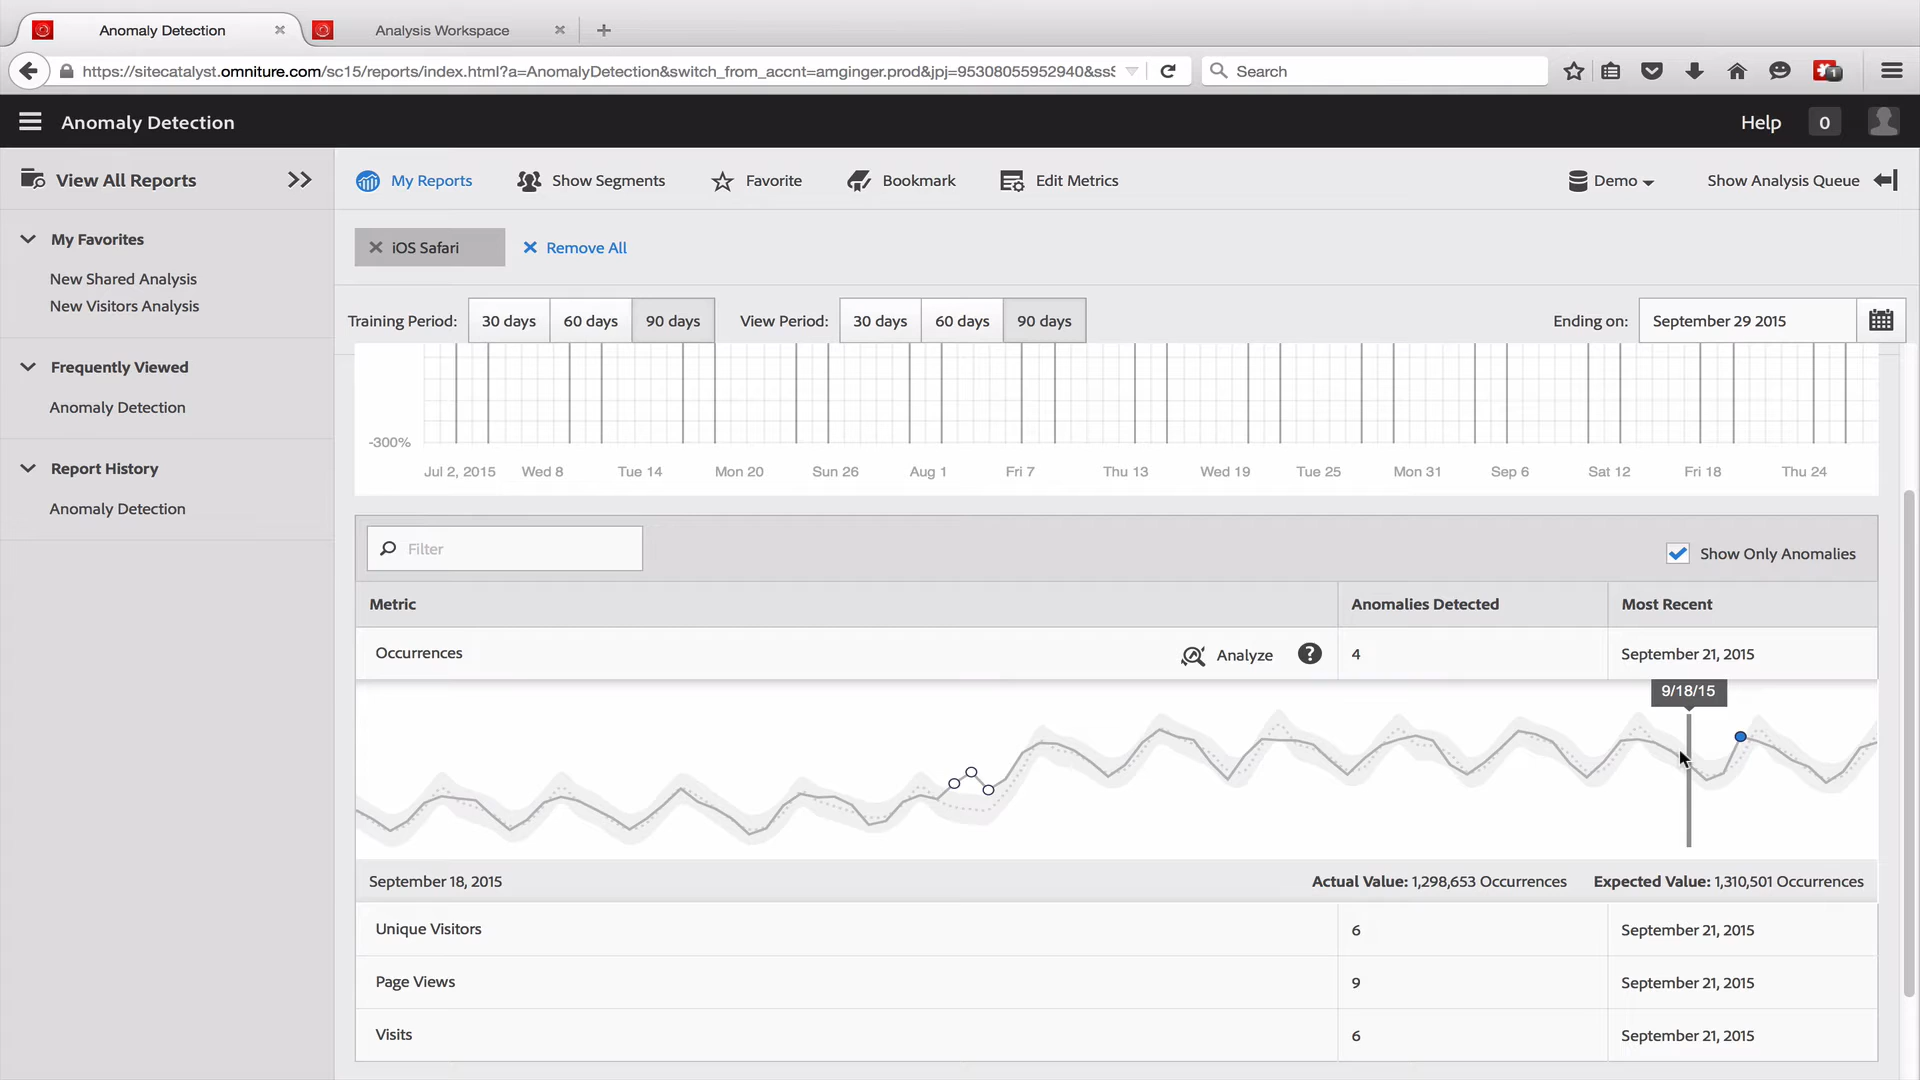 Anomaly Detection
Analysis Workspace
https://sitecatalyst.omniture.com/sc15/reports/index.html?a=AnomalyDetection&switch_from_accnt=amginger.prod&jpj=95308055952940&ssS
Search
1
Anomaly Detection
Help
0
View All Reports
My Reports
Show Segments
Favorite
Bookmark
Edit Metrics
Demo
Show Analysis Queue
My Favorites
New Shared Analysis
New Visitors Analysis
Frequently Viewed
Anomaly Detection
Report History
Anomaly Detection
iOS Safari
Remove All
Training Period: 30 days 60 days 90 days View Period: 30 days 60 days 90 days Ending on: September 29 2015
-300%
Jul 2, 2015 Wed 8 Tue 14 Mon 20 Sun 26 Aug 1 Fri 7 Thu 13 Wed 19 Tue 25 Mon 31 Sep 6 Sat 12 Fri 18 Thu 24
Filter
Show Only Anomalies
Metric Anomalies Detected Most Recent
Occurrences Analyze ? 4 September 21, 2015
9/18/15
September 18, 2015 Actual Value: 1,298,653 Occurrences Expected Value: 1,310,501 Occurrences
Unique Visitors 6 September 21, 2015
Page Views 9 September 21, 2015
Visits 6 September 21, 2015